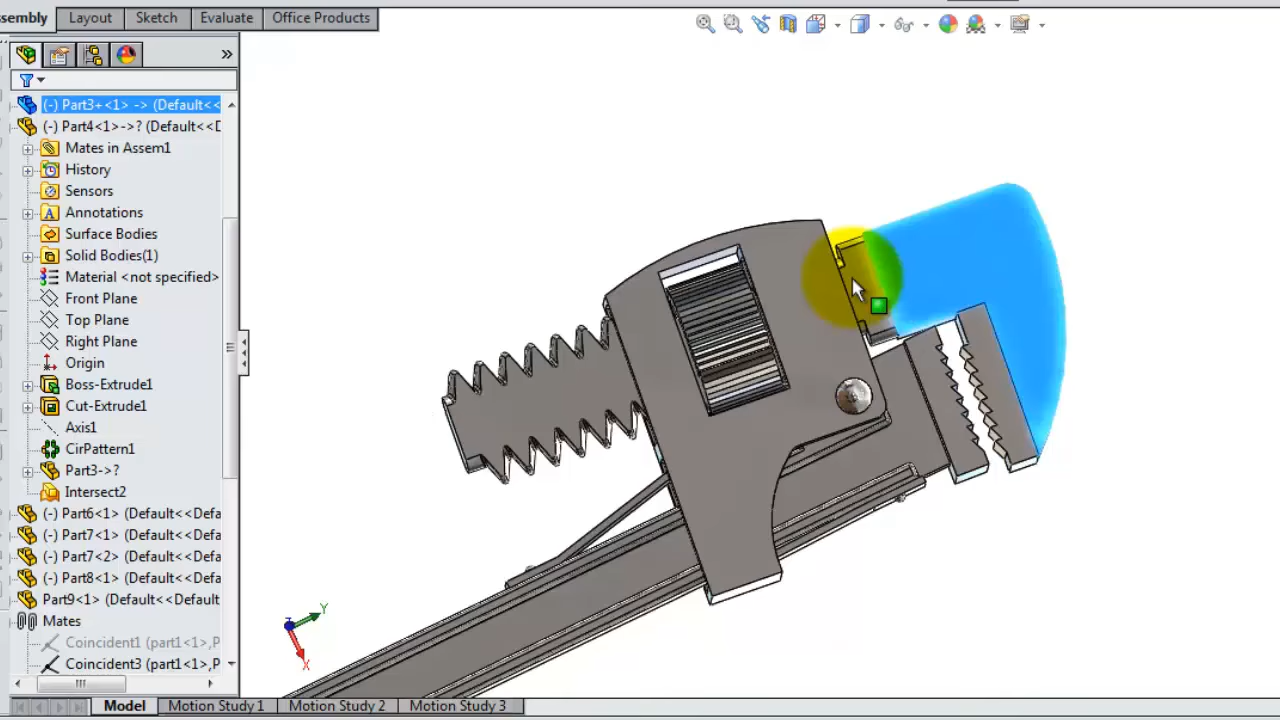 ssembly Layout Sketch Evaluate Office Products
»
(-) Part3+<1> -> (Default<<
(-) Part4<1>->? (Default<<D
Mates in Assem1
History
Sensors
Annotations
Surface Bodies
Solid Bodies(1)
Material <not specified>
Front Plane
Top Plane
Right Plane
Origin
Boss-Extrude1
Cut-Extrude1
Axis1
CirPattern1
Part3->?
Intersect2
(-) Part6<1> (Default<<Defa
(-) Part7<1> (Default<<Defa
(-) Part7<2> (Default<<Defa
(-) Part8<1> (Default<<Defa
Part9<1> (Default<<Default
Mates
Coincident1 (part1<1>,P
Coincident3 (part1<1>,P
Y
X
Model Motion Study 1 Motion Study 2 Motion Study 3